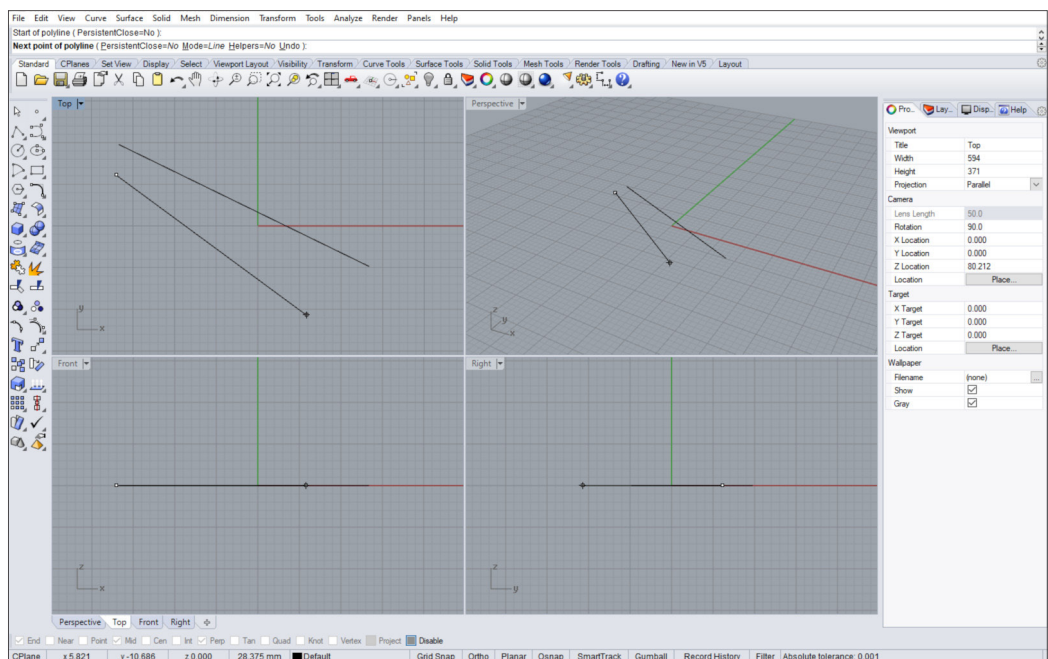 File Edit View Curve Surface Solid Mesh Dimension Transform Tools Analyze Render Panels Help
Start of polyline ( PersistentClose=No ):
Next point of polyline ( PersistentClose=No Mode=Line Helpers=No Undo ):
Standard CPlanes Set View Display Select Viewport Layout Visibility Transform Curve Tools Surface Tools Solid Tools Mesh Tools Render Tools Drafting New in V5 Layout
Top
Perspective
Pro... Lay... Disp... Help
Viewport
Title Top
Width 594
Height 371
Projection Parallel
Camera
Lens Length 50.0
Rotation 90.0
X Location 0.000
Y Location 0.000
Z Location 80.212
Location Place...
Target
X Target 0.000
Y Target 0.000
Z Target 0.000
Location Place...
Wallpaper
Filename (none) ...
Show
Gray
y
x
z
y
x
Front
Right
z
x
z
y
Perspective Top Front Right
End Near Point Mid Cen Int Perp Tan Quad Knot Vertex Project Disable
CPlane x 5.821 y -10.686 z 0.000 28.375 mm Default Grid Snap Ortho Planar Osnap SmartTrack Gumball Record History Filter Absolute tolerance: 0.001